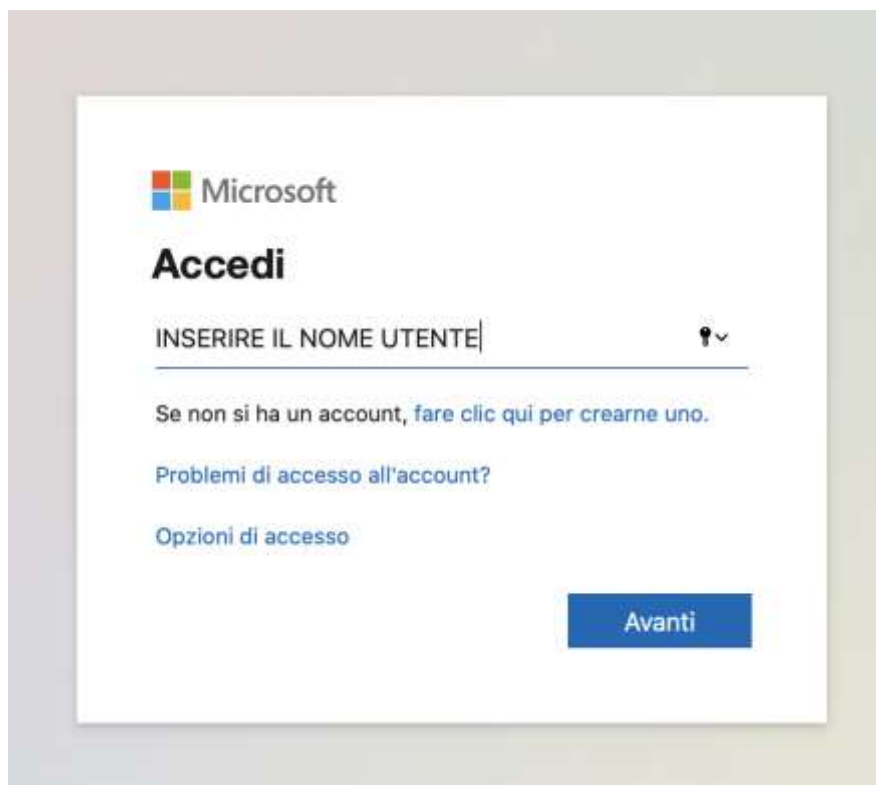 Microsoft
Accedi
INSERIRE IL NOME UTENTE
Se non si ha un account, fare clic qui per crearne uno.
Problemi di accesso all'account?
Opzioni di accesso
Avanti